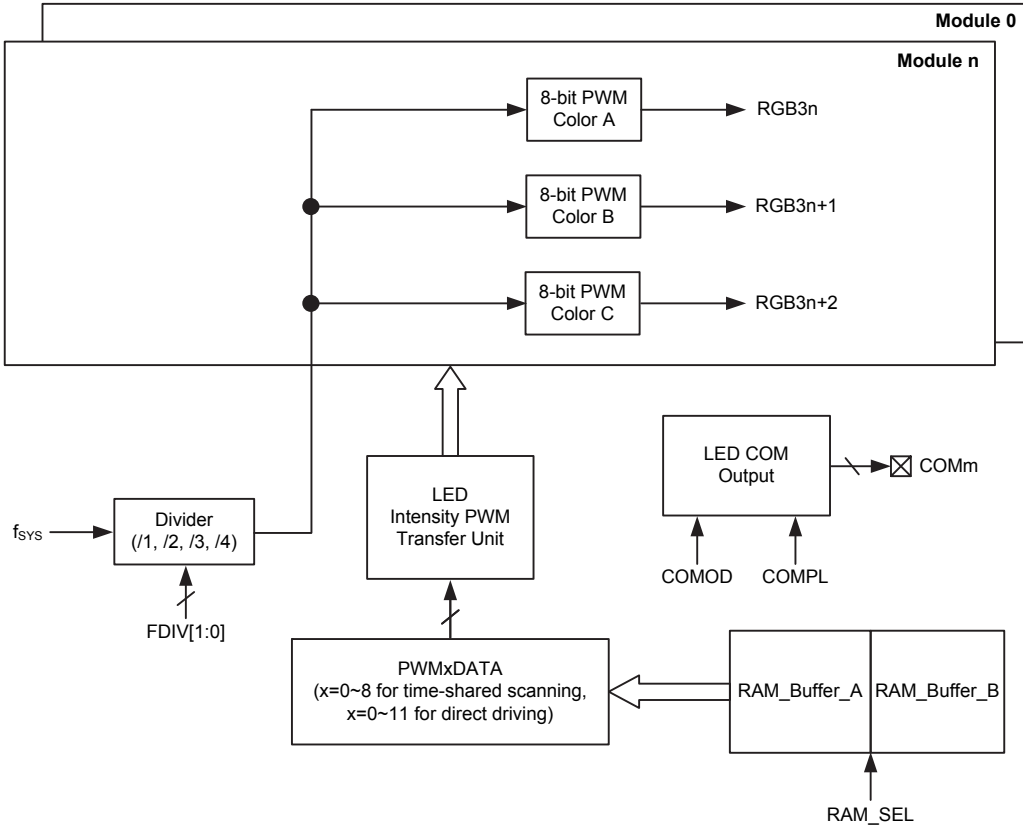 Module 0
Module n
8-bit PWM
Color A
RGB3n
8-bit PWM
Color B
RGB3n+1
8-bit PWM
Color C
RGB3n+2
LED COM
Output
COMm
LED
Intensity PWM
Transfer Unit
fSYS
Divider
(/1, /2, /3, /4)
COMOD
COMPL
FDIV[1:0]
PWMxDATA
(x=0~8 for time-shared scanning,
x=0~11 for direct driving)
RAM_Buffer_A
RAM_Buffer_B
RAM_SEL